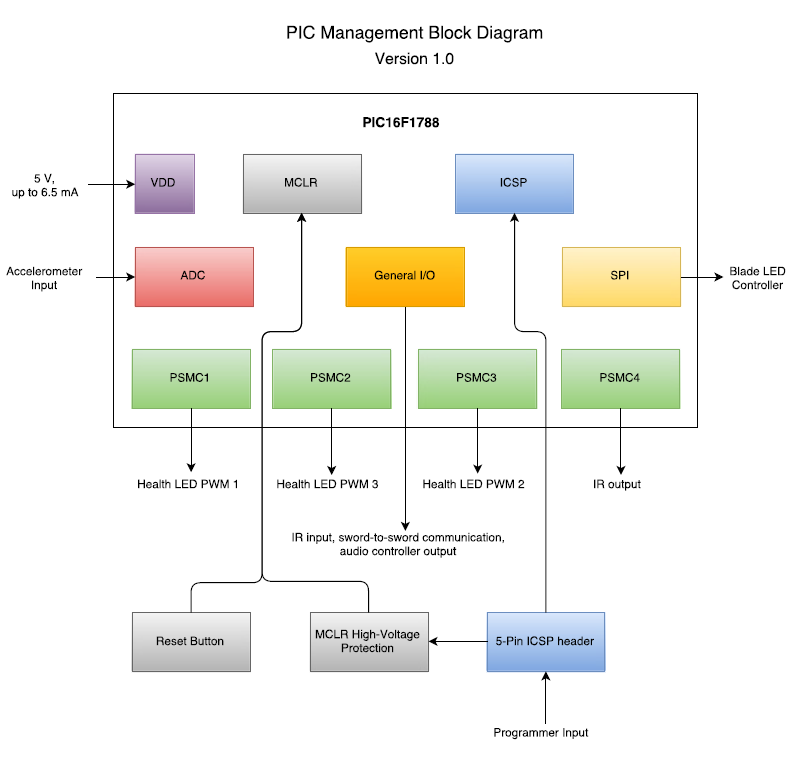 PIC Management Block Diagram
Version 1.0
PIC16F1788
5 V,
up to 6.5 mA
VDD
MCLR
ICSP
Accelerometer
Input
ADC
General I/O
SPI
Blade LED
Controller
PSMC1
PSMC2
PSMC3
PSMC4
Health LED PWM 1
Health LED PWM 3
Health LED PWM 2
IR output
IR input, sword-to-sword communication,
audio controller output
Reset Button
MCLR High-Voltage
Protection
5-Pin ICSP header
Programmer Input